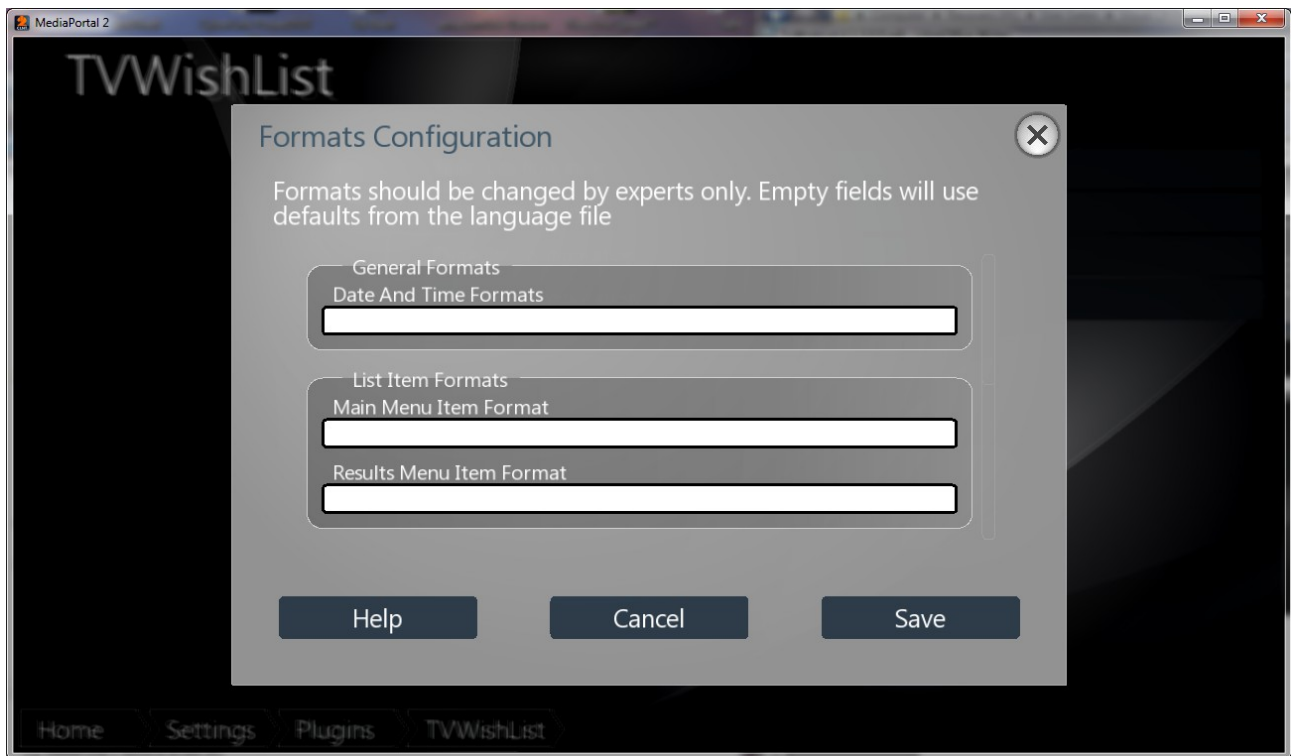 MediaPortal 2
TVWishList
Formats Configuration
Formats should be changed by experts only. Empty fields will use
defaults from the language file
General Formats
Date And Time Formats
List Item Formats
Main Menu Item Format
Results Menu Item Format
Help Cancel Save
Home Settings Plugins TVWishList